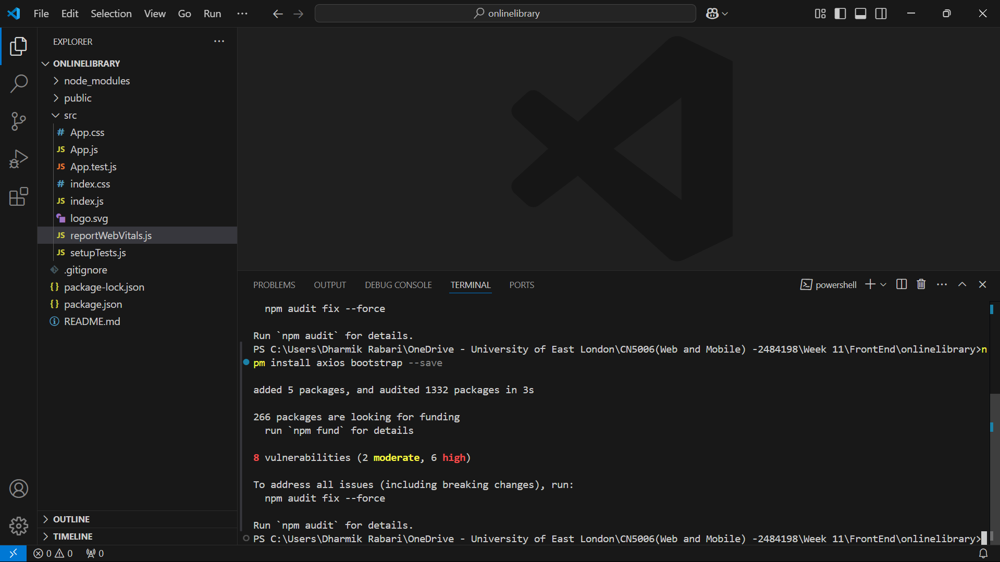 File Edit Selection View Go Run ···
onlinelibrary
EXPLORER ···
ONLINELIBRARY
node_modules
public
src
# App.css
JS App.js
JS App.test.js
# index.css
JS index.js
logo.svg
JS reportWebVitals.js
JS setupTests.js
.gitignore
{} package-lock.json
{} package.json
README.md
OUTLINE
TIMELINE
PROBLEMS OUTPUT DEBUG CONSOLE TERMINAL PORTS
powershell
npm audit fix --force
Run `npm audit` for details.
PS C:\Users\Dharmik Rabari\OneDrive - University of East London\CN5006(Web and Mobile) -2484198\Week 11\FrontEnd\onlinelibrary>n
pm install axios bootstrap --save
added 5 packages, and audited 1332 packages in 3s
266 packages are looking for funding
run `npm fund` for details
8 vulnerabilities (2 moderate, 6 high)
To address all issues (including breaking changes), run:
npm audit fix --force
Run `npm audit` for details.
PS C:\Users\Dharmik Rabari\OneDrive - University of East London\CN5006(Web and Mobile) -2484198\Week 11\FrontEnd\onlinelibrary>
0 0 0